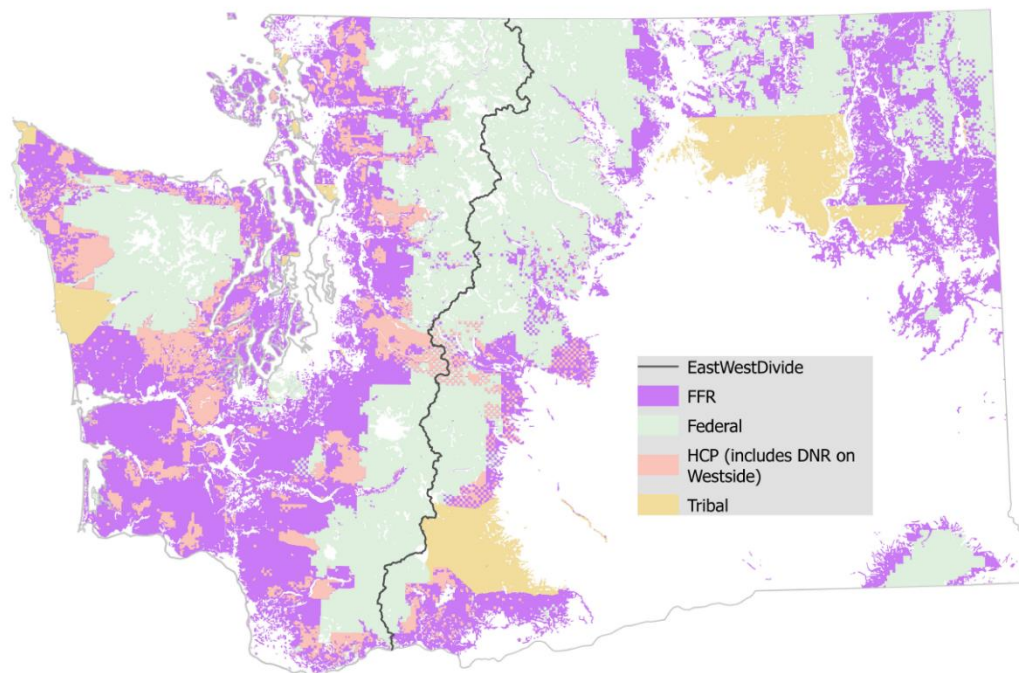 EastWestDivide
FFR
Federal
HCP (includes DNR on
Westside)
Tribal